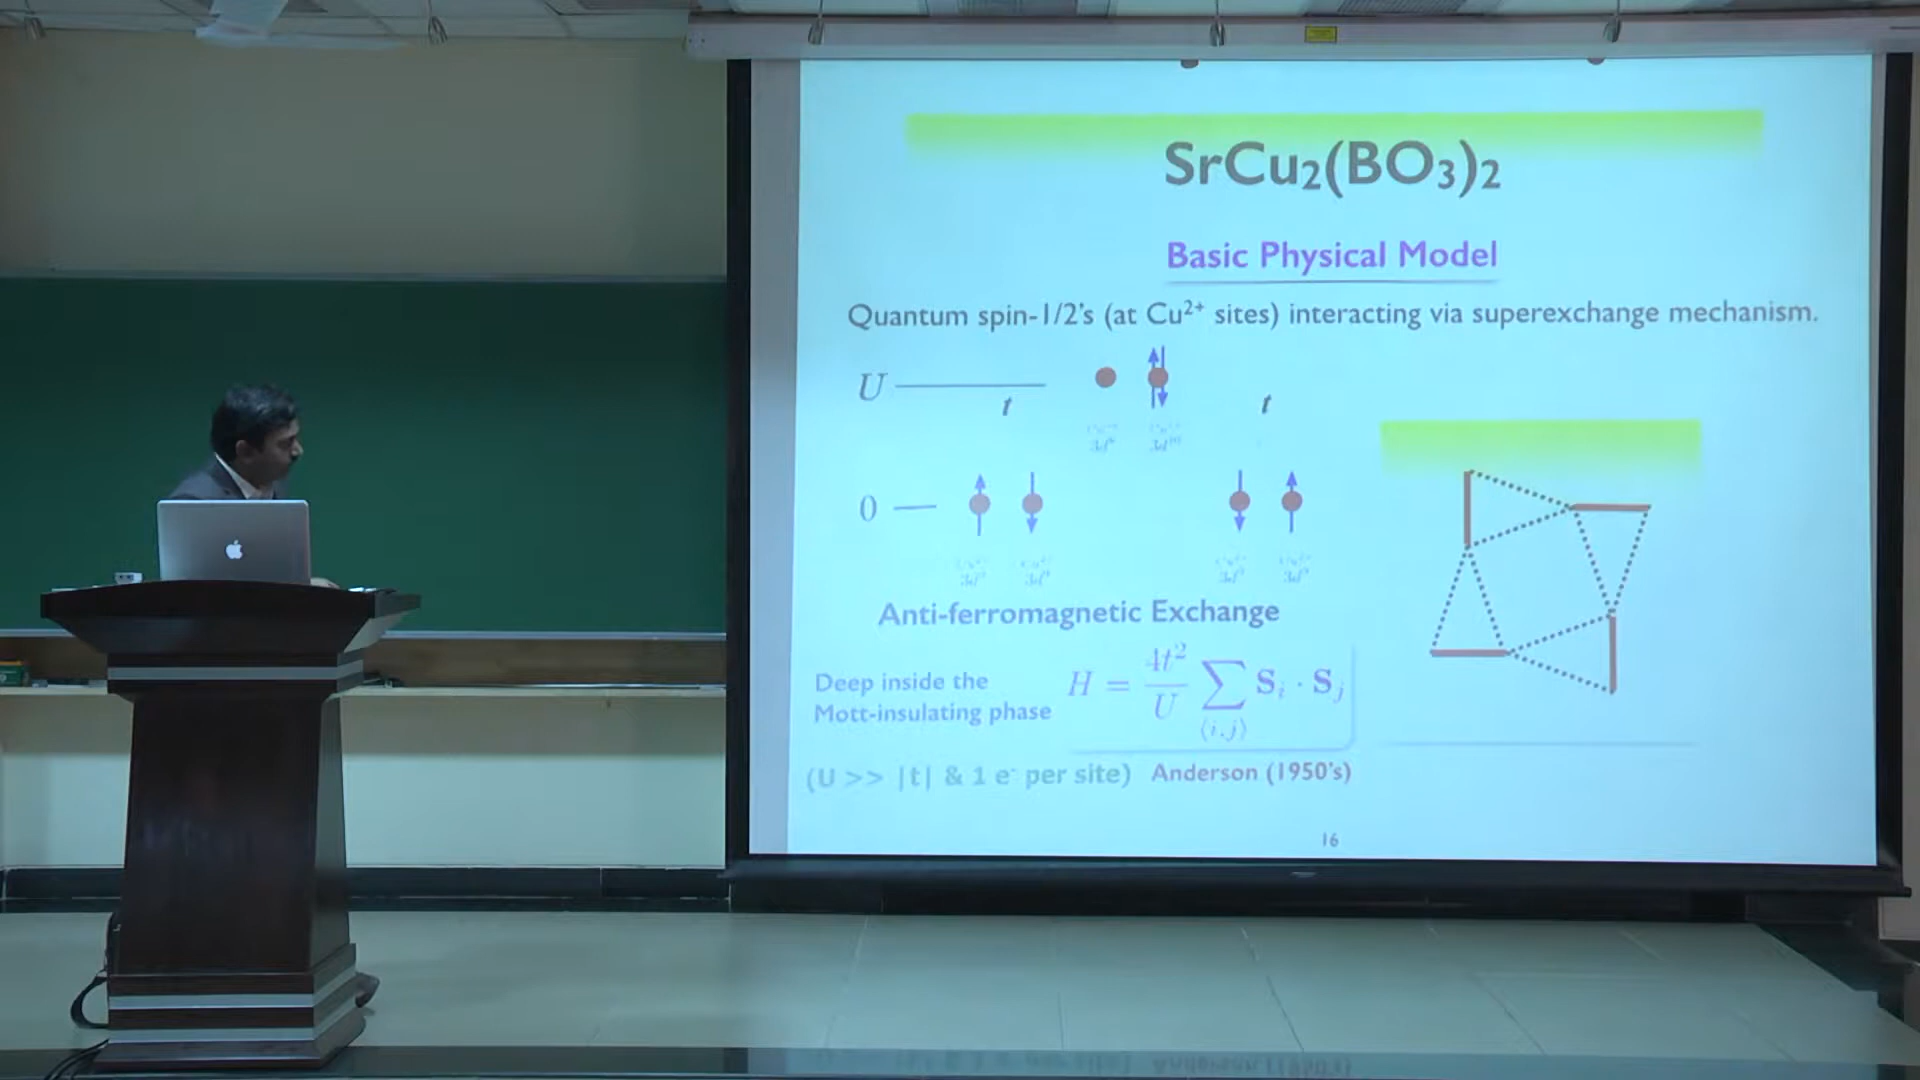 SrCu₂(BO₃)₂
Basic Physical Model
Quantum spin-1/2's (at Cu²⁺ sites) interacting via superexchange mechanism.
U
t
t
3d¹⁰
0
Anti-ferromagnetic Exchange
Deep inside the
Mott-insulating phase
H = 4t²/U ∑⟨i,j⟩ Sᵢ · Sⱼ
(U >> |t| & 1 e⁻ per site) Anderson (1950's)
16